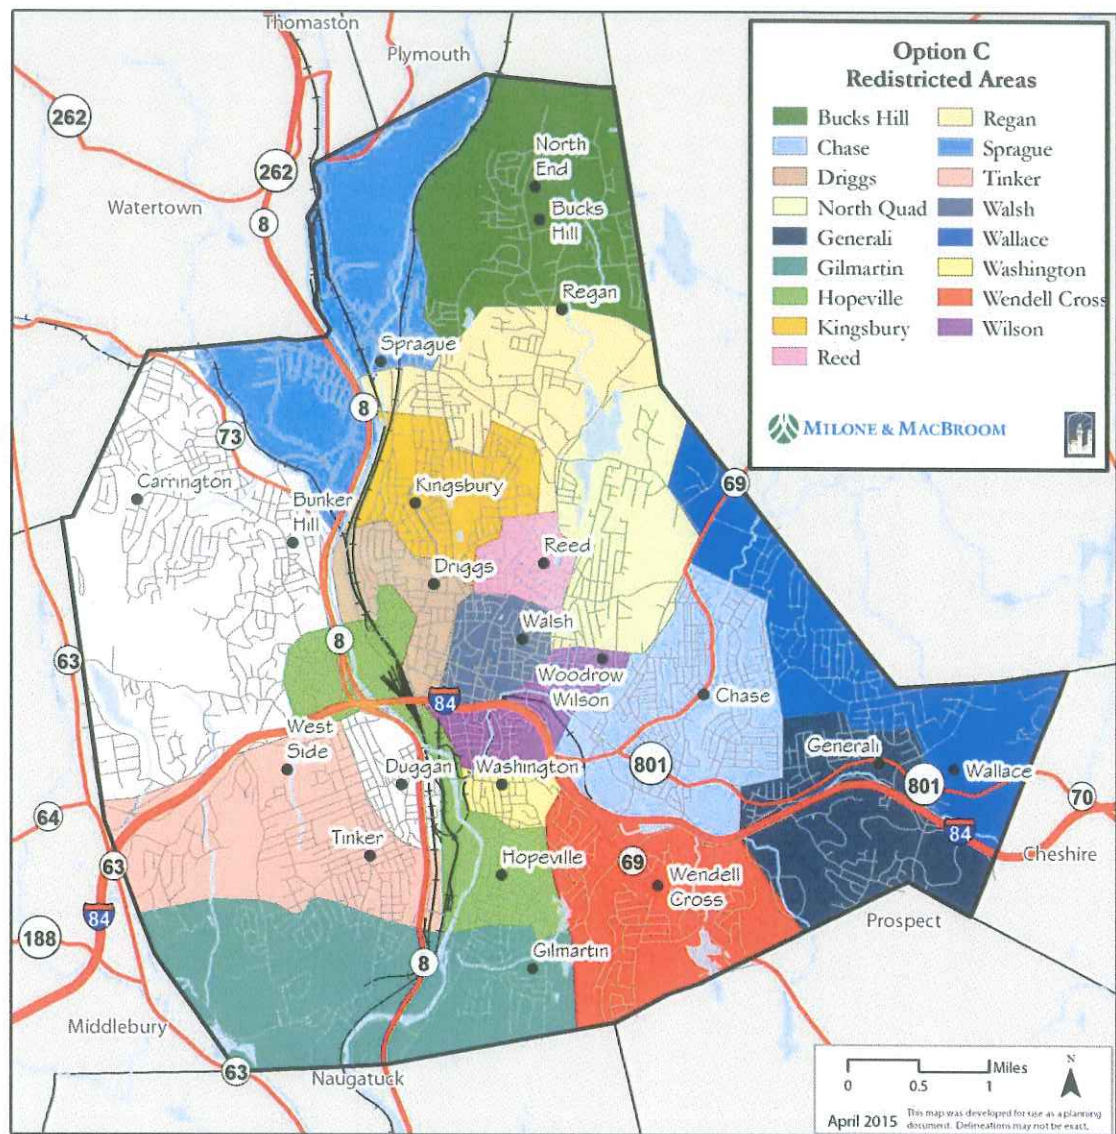 Thomaston
Plymouth
Option C
Redistricted Areas
Bucks Hill
Chase
Driggs
North Quad
Generali
Gilmartin
Hopeville
Kingsbury
Reed
Regan
Sprague
Tinker
Walsh
Wallace
Washington
Wendell Cross
Wilson
MILONE & MACBROOM
262
262
8
Watertown
North
End
Bucks
Hill
Regan
Sprague
8
73
69
Carrington
Bunker
Hill
Kingsbury
Reed
Driggs
Walsh
8
63
Woodrow
Wilson
Chase
84
West
Side
Duggan
Washington
801
Generali
801
Wallace
70
64
Tinker
Hopeville
69
Wendell
Cross
84
Cheshire
63
84
188
Prospect
Gilmartin
8
Middlebury
63
Naugatuck
0 0.5 1 Miles
N
April 2015
This map was developed for use as a planning
document. Delineations may not be exact.